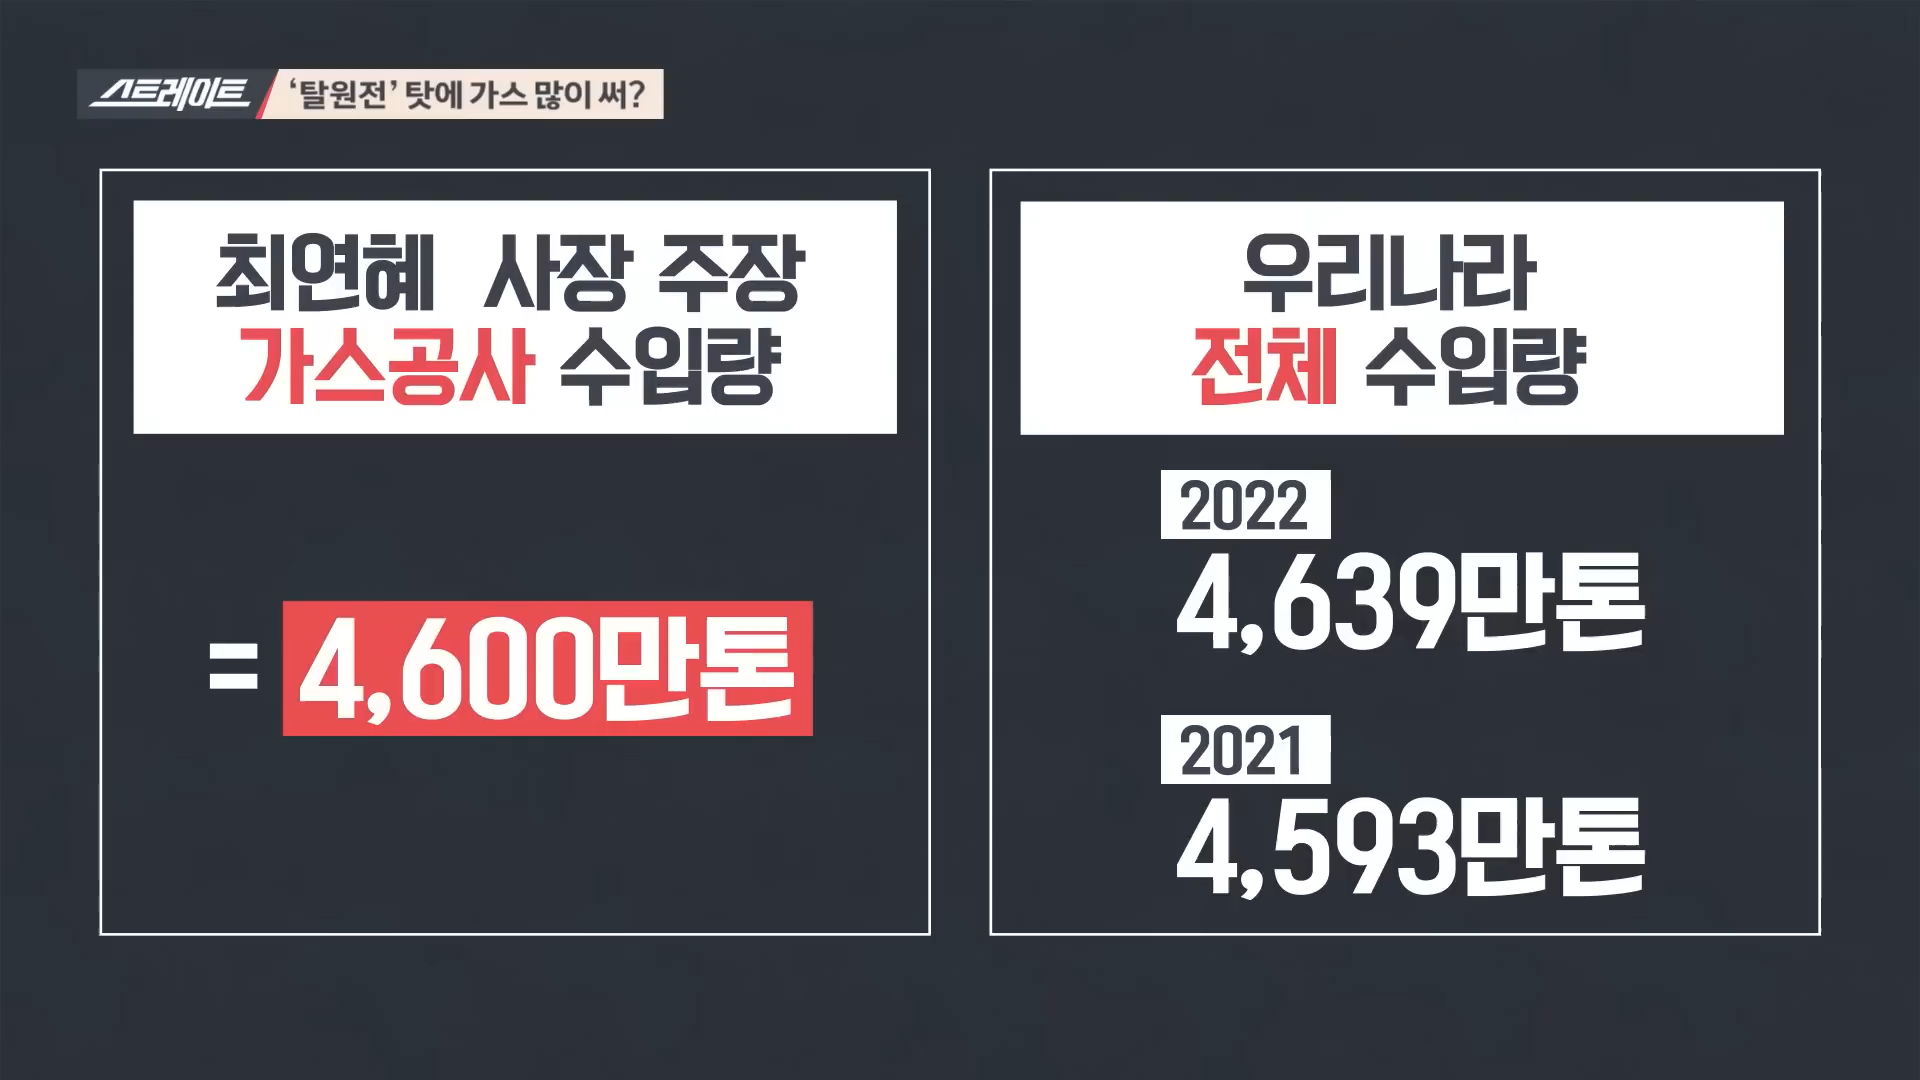 스트레이트 '탈원전' 탓에 가스 많이 써?
최연혜 사장 주장
가스공사 수입량
= 4,600만톤
우리나라
전체 수입량
2022
4,639만톤
2021
4,593만톤